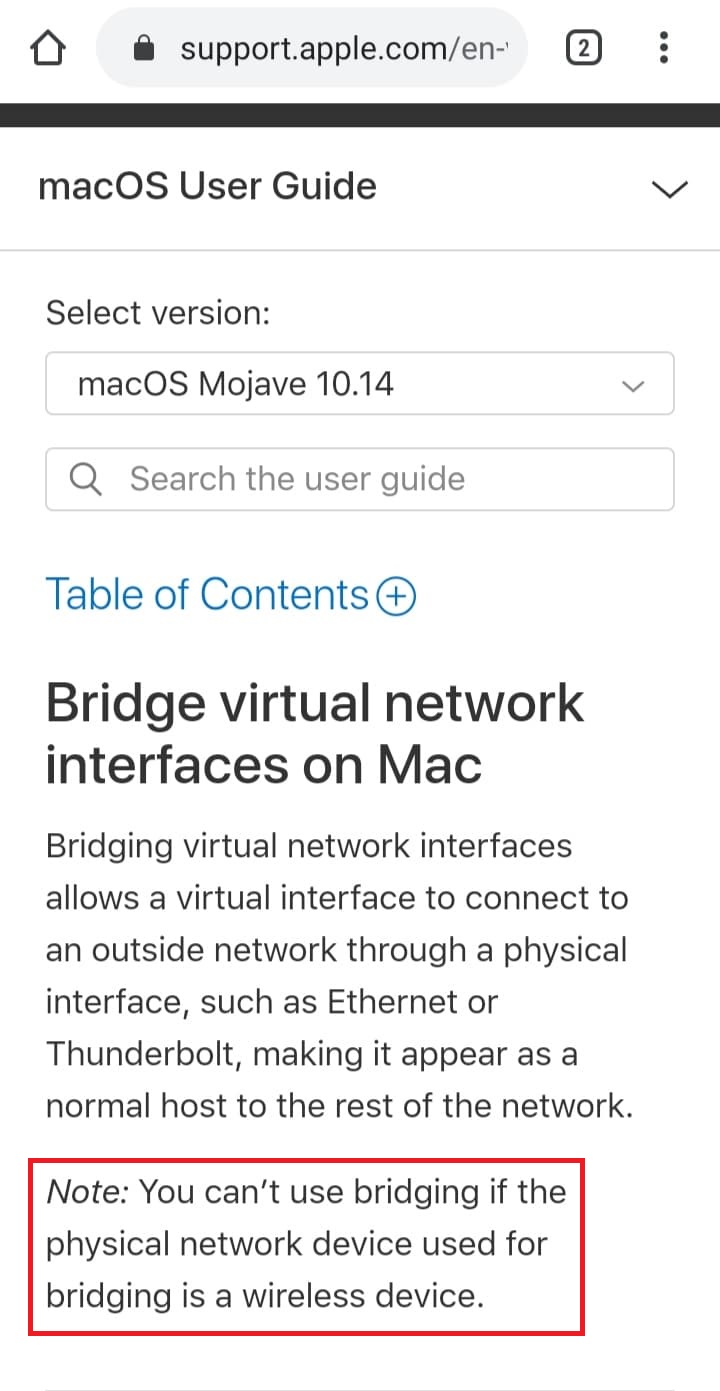 support.apple.com/en-
2
macOS User Guide
Select version:
macOS Mojave 10.14
Search the user guide
Table of Contents
Bridge virtual network
interfaces on Mac
Bridging virtual network interfaces
allows a virtual interface to connect to
an outside network through a physical
interface, such as Ethernet or
Thunderbolt, making it appear as a
normal host to the rest of the network.
Note: You can’t use bridging if the
physical network device used for
bridging is a wireless device.